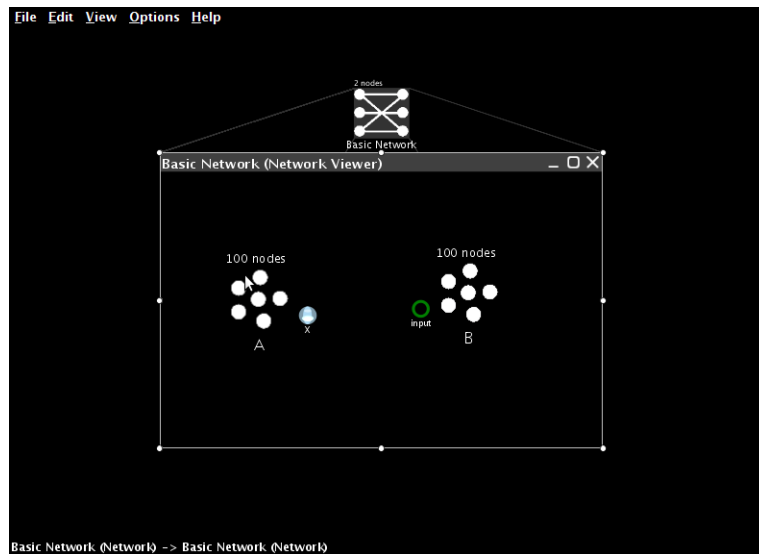 File Edit View Options Help
2 nodes
Basic Network
Basic Network (Network Viewer)
100 nodes
100 nodes
x
input
A
B
Basic Network (Network) -> Basic Network (Network)